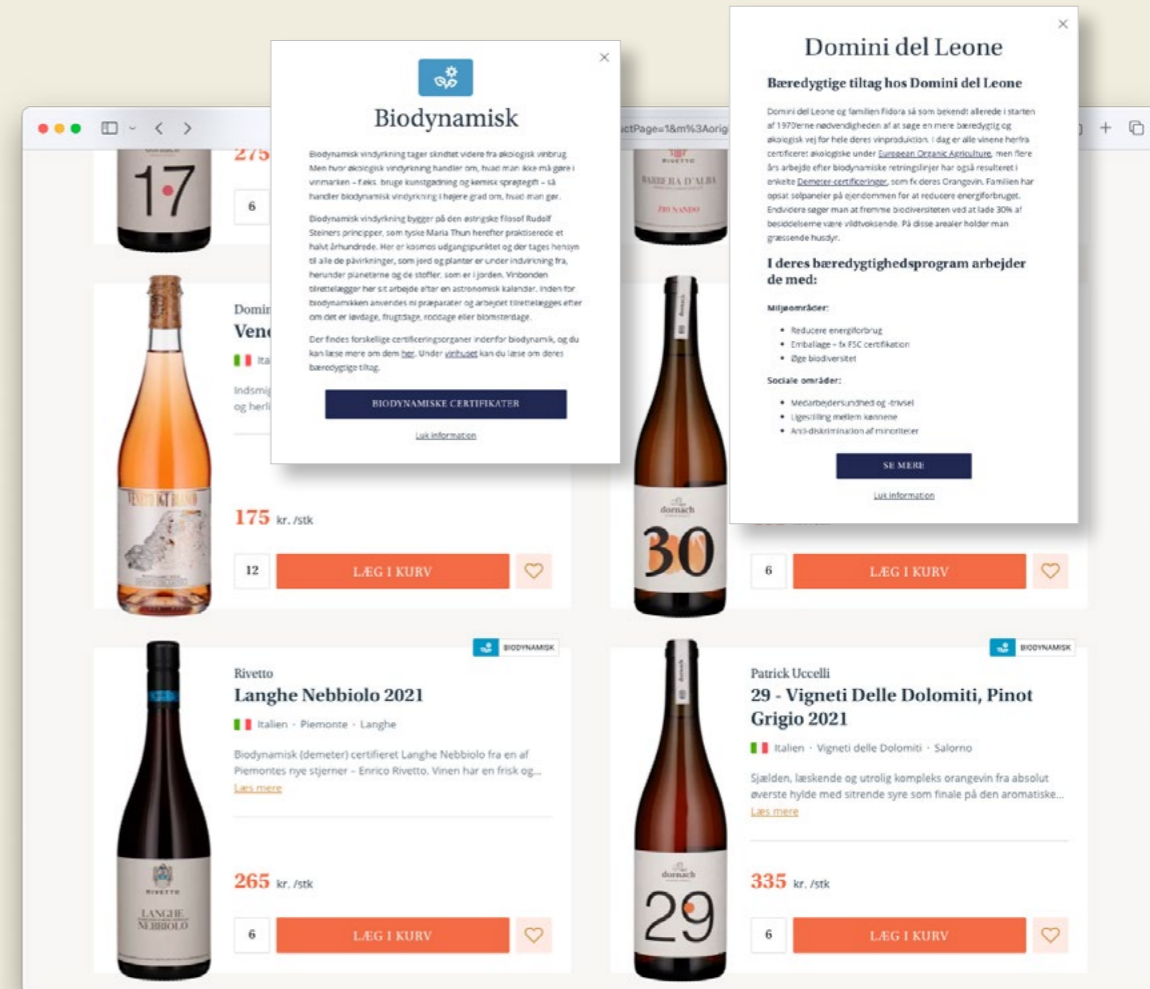 Biodynamisk
Biodynamisk vindyrkning tager skridtet videre fra økologisk vinbrug.
Men hvor økologisk vindyrkning handler om, hvad man ikke må gøre i
vinmarken – f.eks. bruge kunstgødning og kemisk sprøjtegift – så
handler biodynamisk vindyrkning i højere grad om, hvad man gør.
Biodynamisk vindyrkning bygger på den østrigske filosof Rudolf
Steiners principper, som tyske Maria Thun herefter praktiserede et
halvt århundrede. Her er kosmos udgangspunktet og der tages hensyn
til alle de påvirkninger, som jord og planter er under indvirkning fra,
herunder planeterne og de stoffer, som er i jorden. Vinbonden
tilrettelægger her sit arbejde efter en astronomisk kalender. Inden for
biodynamikken anvendes ni præparater og arbejdet tilrettelægges efter
om det er løvdage, frugtdage, roddage eller blomsterdage.
Der findes forskellige certificeringsorganer indenfor biodynamik, og du
kan læse mere om dem her. Under vinhuset kan du læse om deres
bæredygtige tiltag.
BIODYNAMISKE CERTIFIKATER
Luk information
Domini del Leone
Bæredygtige tiltag hos Domini del Leone
Domini del Leone og familien Fidora så som bekendt allerede i starten
af 1970'erne nødvendigheden af at søge en mere bæredygtig og
økologisk vej for hele deres vinproduktion. I dag er alle vinene herfra
certificeret økologiske under European Organic Agriculture, men flere
års arbejde efter biodynamiske retningslinjer har også resulteret i
enkelte Demeter-certificeringer, som fx deres Orangevin. Familien har
opsat solpaneler på ejendommen for at reducere energiforbruget.
Endvidere søger man at fremme biodiversiteten ved at lade 30% af
besiddelserne være vildtvoksende. På disse arealer holder man
græssende husdyr.
I deres bæredygtighedsprogram arbejder
de med:
Miljøområder:
Reducere energiforbrug
Emballage – fx FSC certifikation
Øge biodiversitet
Sociale områder:
Medarbejdersundhed og -trivsel
Ligestilling mellem kønnene
Anti-diskrimination af minoriteter
SE MERE
Luk information
ctPage=1&m%3Aorig
17
275
6
RIVETTO
BARBERA D'ALBA
ZIO NANDO
Domin
Ven
Ita
Indsmig
og herli
VENETO IGT BIANCO
175 kr. /stk
12
LÆG I KURV
dornach
30
6
LÆG I KURV
BIODYNAMISK
Rivetto
Langhe Nebbiolo 2021
Italien · Piemonte · Langhe
Biodynamisk (demeter) certifieret Langhe Nebbiolo fra en af
Piemontes nye stjerner – Enrico Rivetto. Vinen har en frisk og...
Læs mere
265 kr. /stk
6
LÆG I KURV
RIVETTO
LANGHE
NEBBIOLO
BIODYNAMISK
Patrick Uccelli
29 - Vigneti Delle Dolomiti, Pinot
Grigio 2021
Italien · Vigneti delle Dolomiti · Salorno
Sjælden, læskende og utrolig kompleks orangevin fra absolut
øverste hylde med sitrende syre som finale på den aromatiske...
Læs mere
335 kr. /stk
6
LÆG I KURV
dornach
29